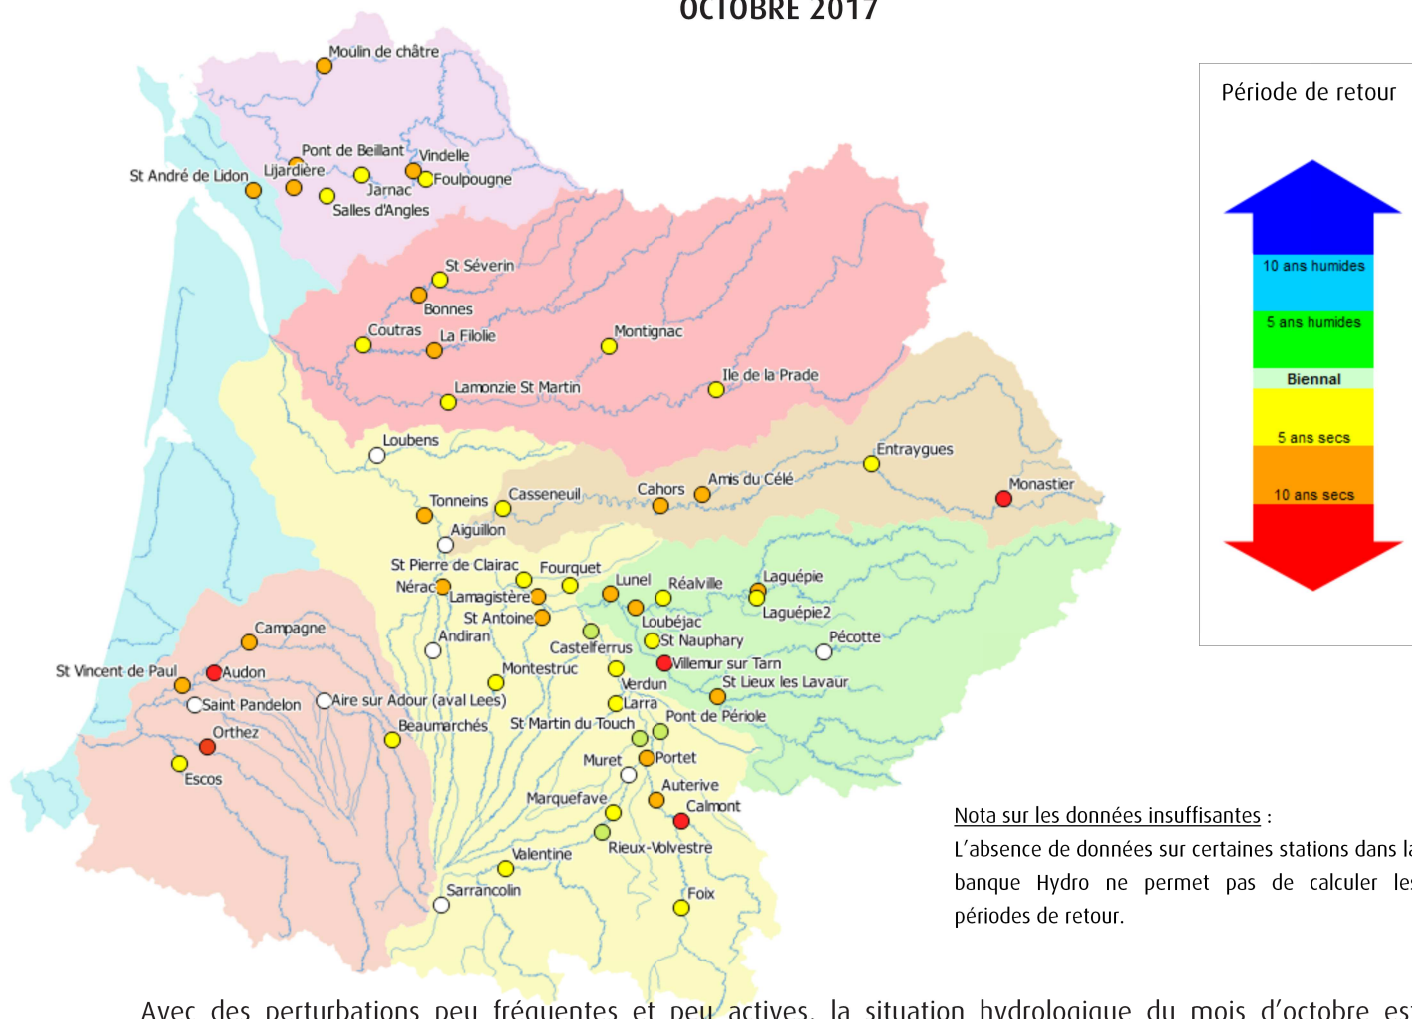 OCTOBRE 2017
Moulin de châtre
Pont de Beillant
Vindelle
St André de Lidon
Lijardière
Foulpougne
Jarnac
Salles d'Angles
St Séverin
Bonnes
Coutras
La Filolie
Montignac
Ile de la Prade
Lamonzie St Martin
Loubens
Entraygues
Amis du Célé
Monastier
Cahors
Tonneins
Casseneuil
Aiguillon
St Pierre de Clairac
Fourquet
Lunel
Réalville
Laguépie
Nérac
Lamagistère
Laguépie2
St Antoine
Loubéjac
Campagne
Andiran
Castelferrus
St Nauphary
Pécotte
St Vincent de Paul
Audon
Montestruc
Villemur sur Tarn
Verdun
St Lieux les Lavaur
Saint Pandelon
Aire sur Adour (aval Lees)
Larra
Orthez
Beaumarchés
St Martin du Touch
Pont de Périole
Escos
Muret
Portet
Auterive
Marquefave
Calmont
Rieux-Volvestre
Valentine
Sarrancolin
Foix
Période de retour
10 ans humides
5 ans humides
Biennal
5 ans secs
10 ans secs
Nota sur les données insuffisantes :
L'absence de données sur certaines stations dans la
banque Hydro ne permet pas de calculer les
périodes de retour.
Avec des perturbations peu fréquentes et peu actives, la situation hydrologique du mois d'octobre est